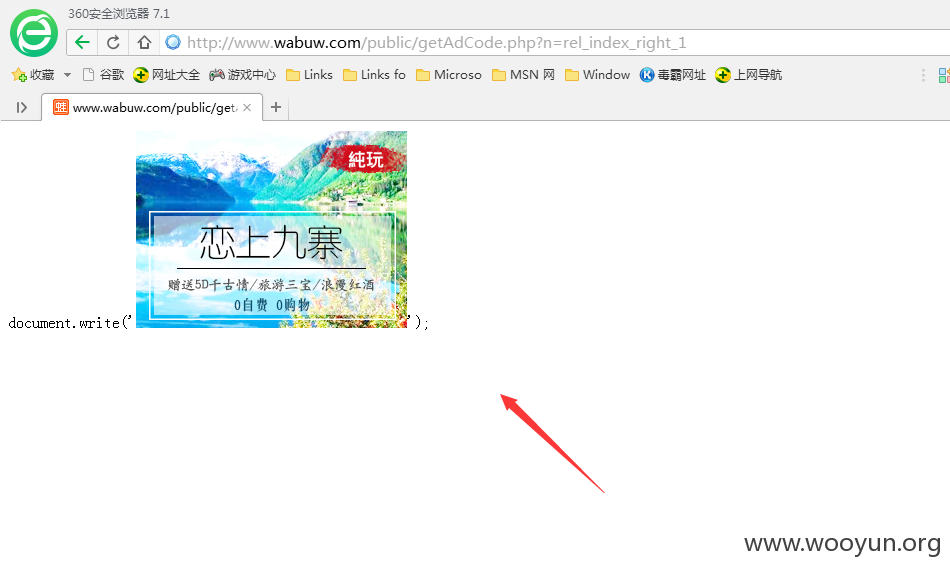 360安全浏览器 7.1
http://www.wabuw.com/public/getAdCode.php?n=rel_index_right_1
收藏 谷歌 网址大全 游戏中心 Links Links fo Microso MSN 网 Window 毒霸网址 上网导航
蛙 www.wabuw.com/public/get
純玩
恋上九寨
赠送5D千古情/旅游三宝/浪漫红酒
0自费 0购物
document.write('');
www.wooyun.org